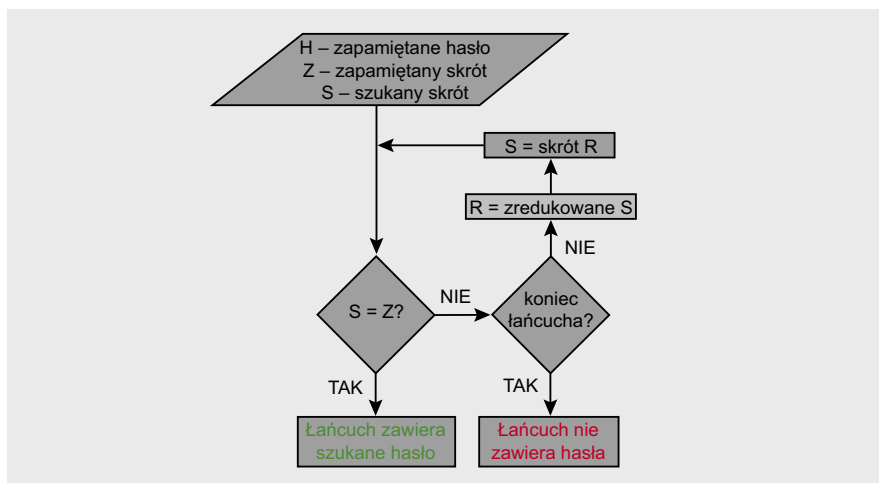 H – zapamiętane hasło
Z – zapamiętany skrót
S – szukany skrót
S = skrót R
R = zredukowane S
NIE
S = Z?
NIE
koniec
łańcucha?
TAK
TAK
Łańcuch zawiera
szukane hasło
Łańcuch nie
zawiera hasła